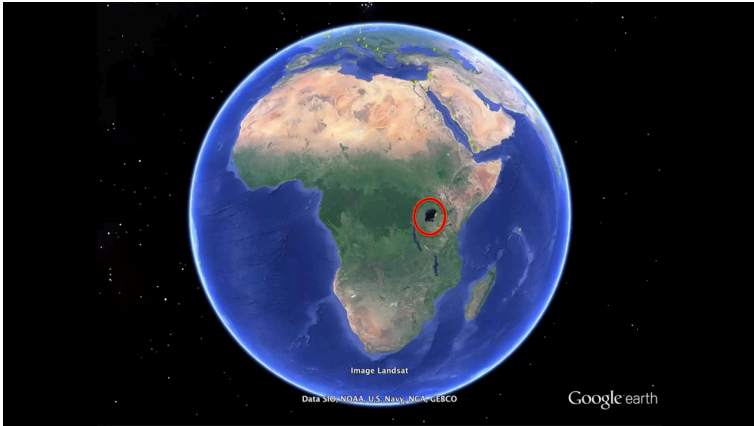 Image Landsat
Data SIO, NOAA, U.S. Navy, NGA, GEBCO
Google earth